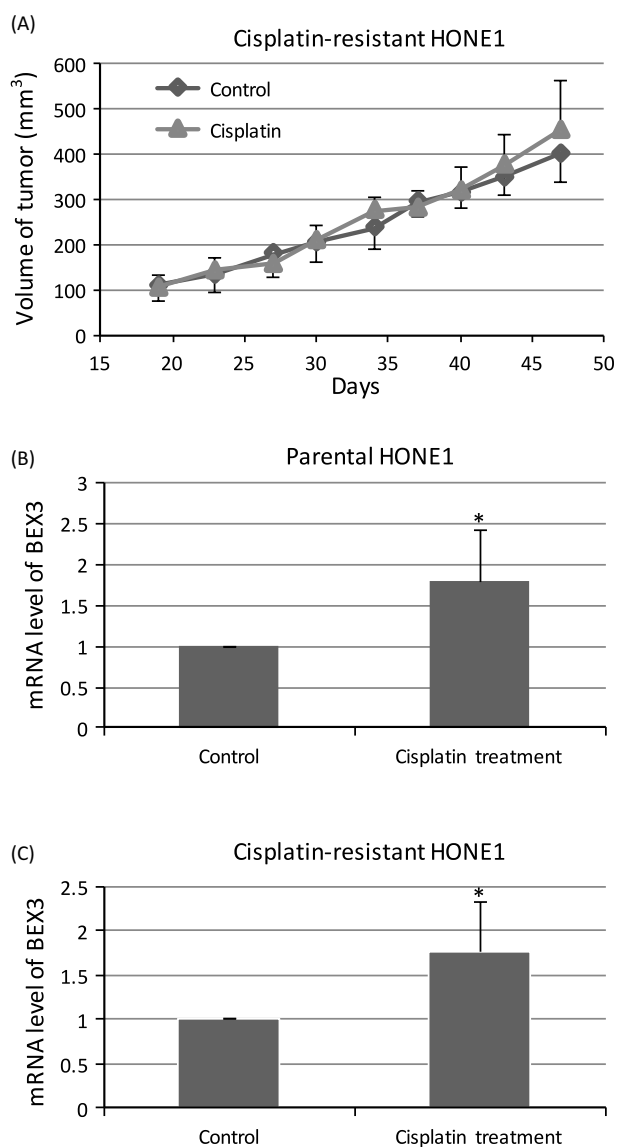 (A)
Cisplatin-resistant HONE1
Volume of tumor (mm³)
600
500
400
300
200
100
0
Control
Cisplatin
15 20 25 30 35 40 45 50
Days
(B)
Parental HONE1
mRNA level of BEX3
3
2.5
2
1.5
1
0.5
0
*
Control Cisplatin treatment
(C)
Cisplatin-resistant HONE1
mRNA level of BEX3
2.5
2
1.5
1
0.5
0
*
Control Cisplatin treatment